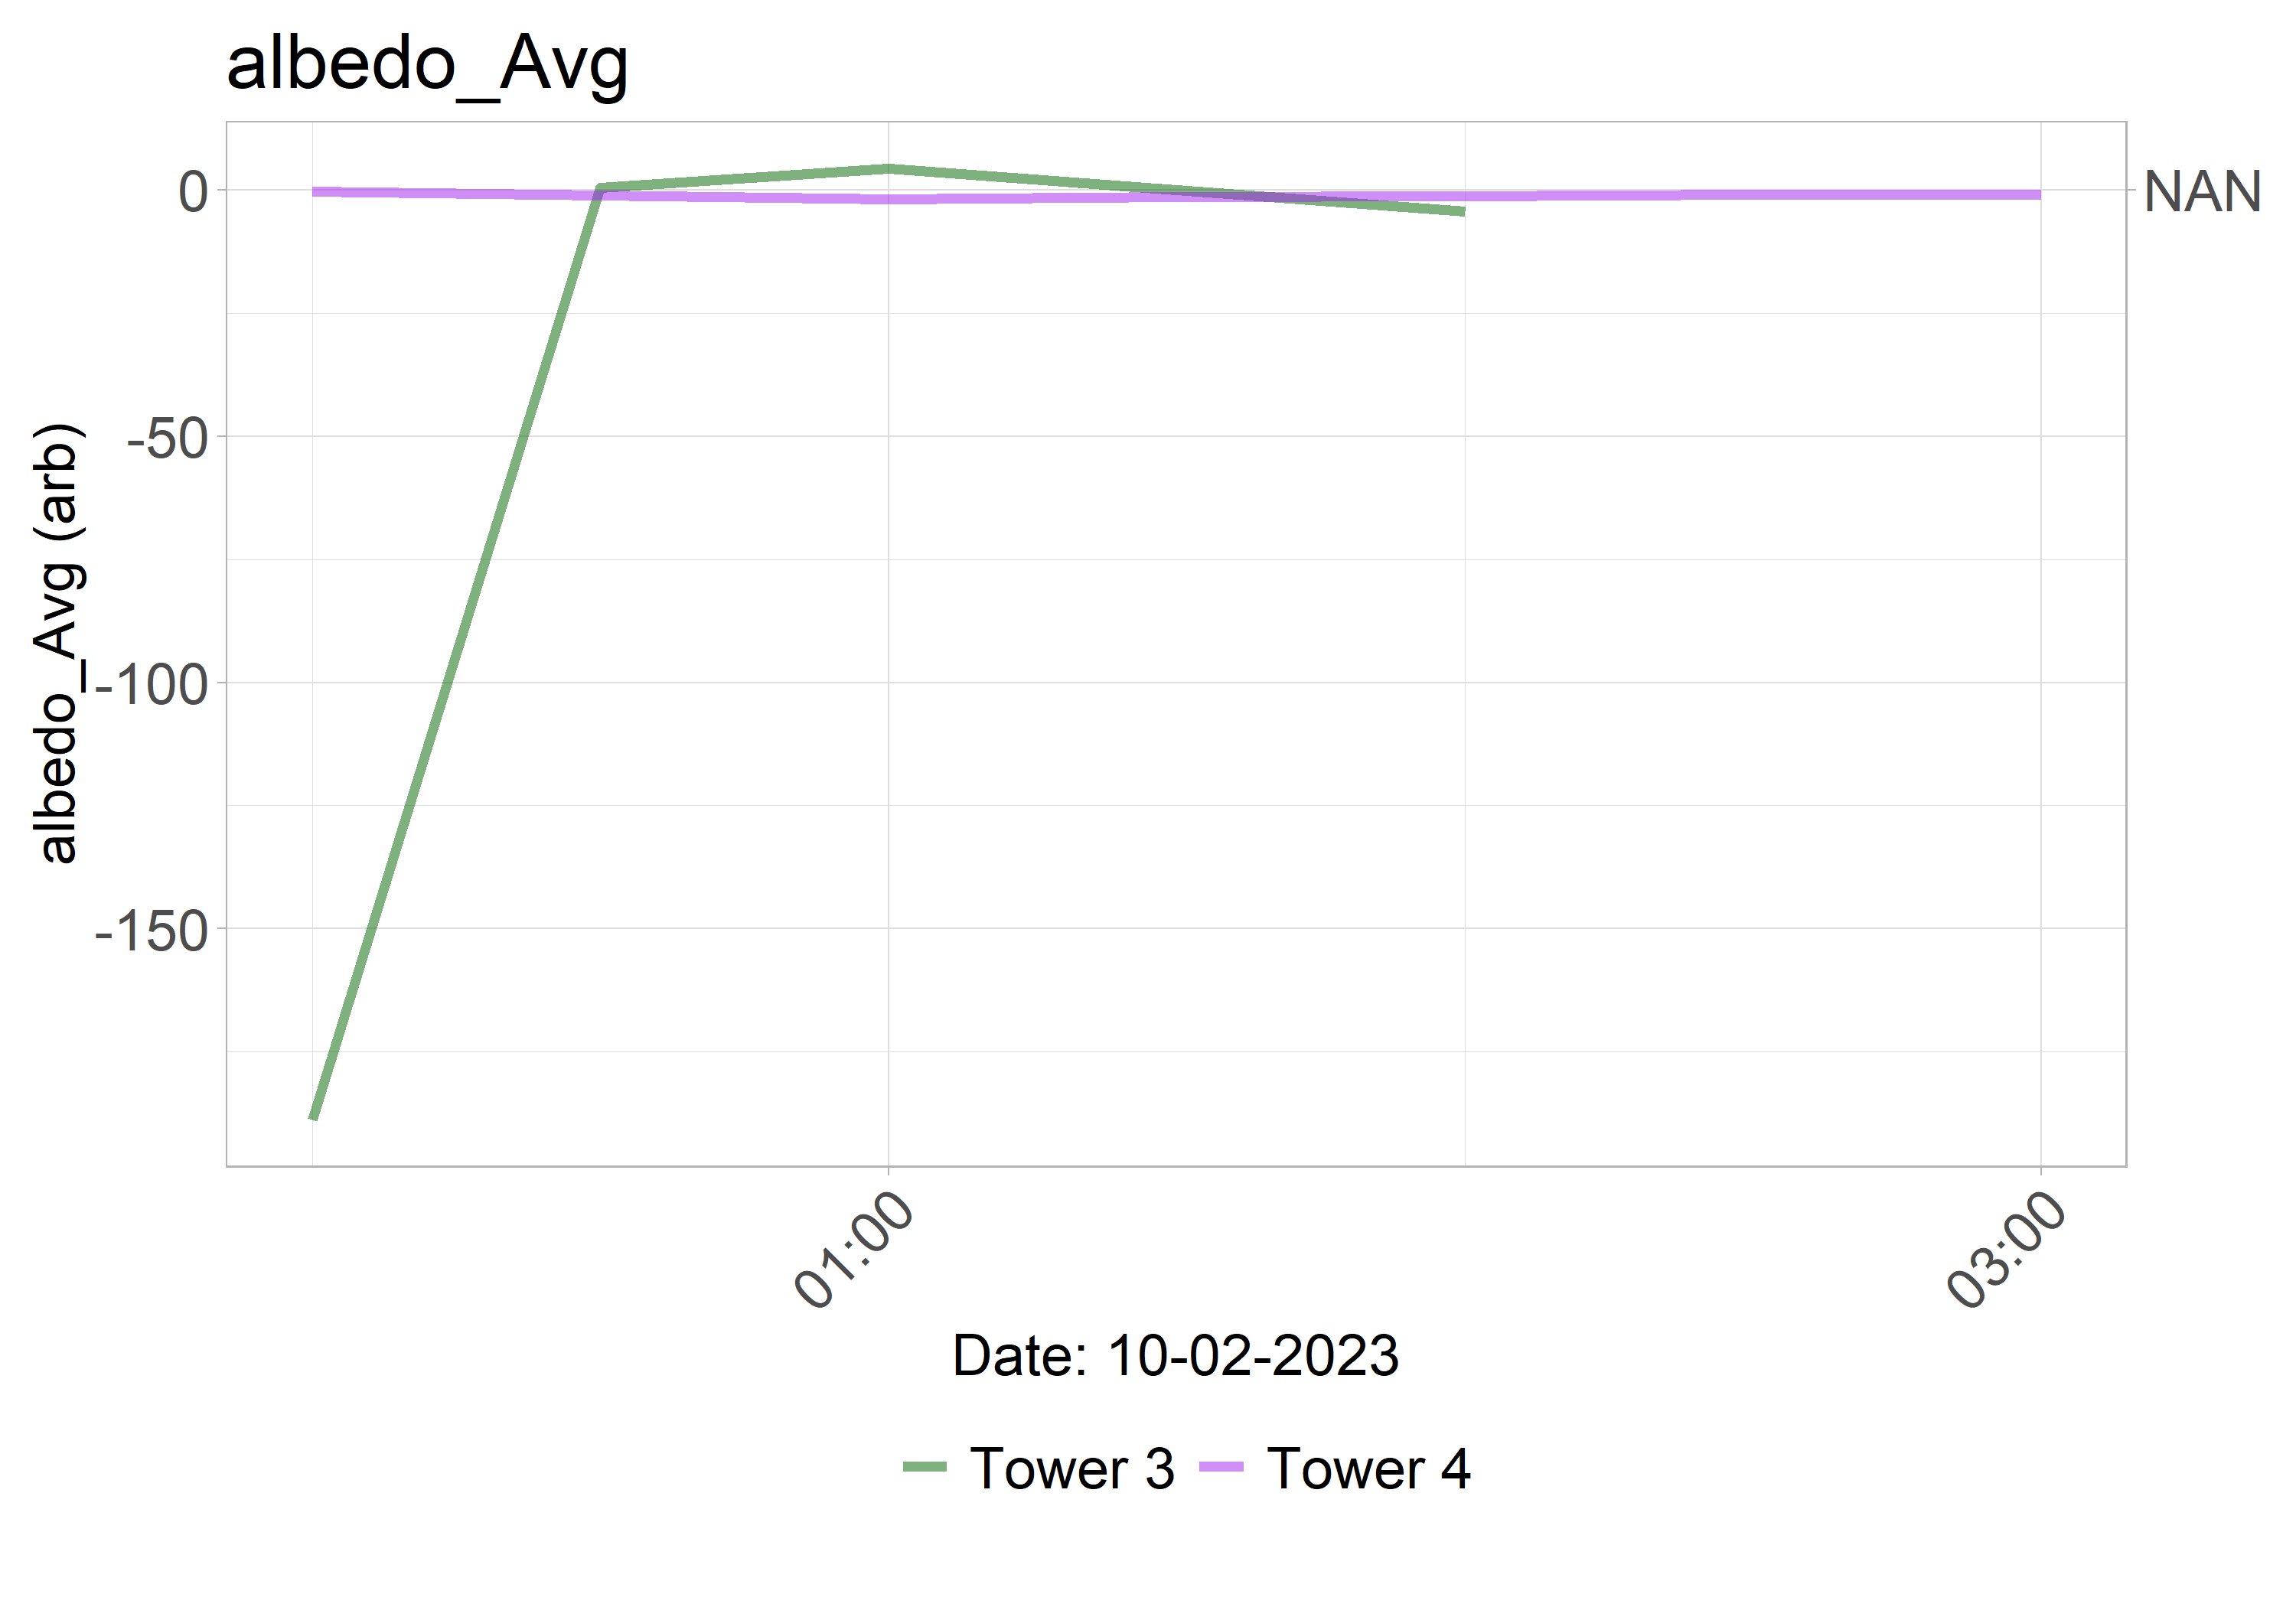 albedo_Avg
albedo_Avg (arb)
0
-50
-100
-150
NAN
01:00
03:00
Date: 10-02-2023
Tower 3
Tower 4